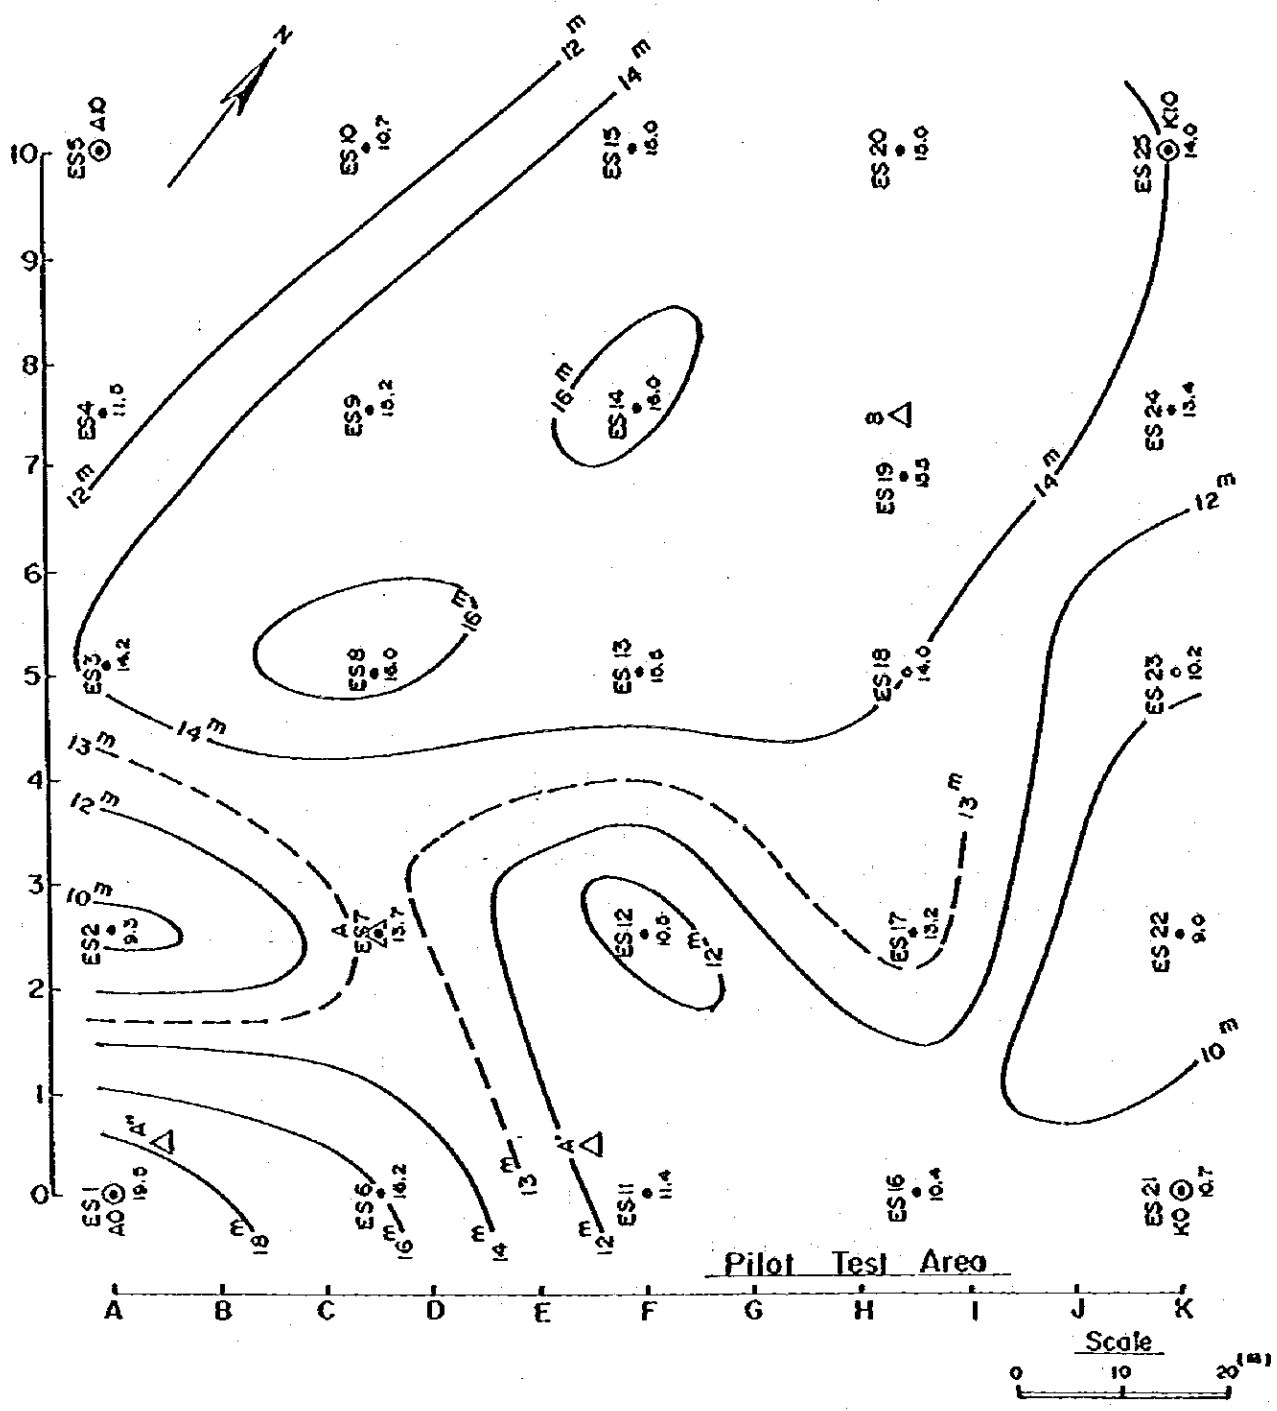 N
12 m
14 m
10
ES5 A10
ES10 10.7
ES15 15.0
ES20 15.0
ES25 K10 14.0
9
8
ES4 11.5
ES9 15.2
16 m
ES14 16.0
B
ES24 13.4
7
12 m
ES19 15.5
14 m
12 m
6
16 m
5
ES3 14.2
ES8 16.0
ES13 15.5
ES18 14.0
ES23 10.2
14 m
13 m
4
12 m
13 m
3
10 m
ES2 9.3
A
ES7 13.7
ES12 10.5
12 m
ES17 13.2
ES22 9.0
2
10 m
1
A"
A'
0
ES1 A0 19.5
ES6 16.2
13 m
ES11 11.4
ES16 10.4
ES21 K0 10.7
18 m
16 m
14 m
12 m
Pilot Test Area
A B C D E F G H I J K
Scale
0 10 20 (m)